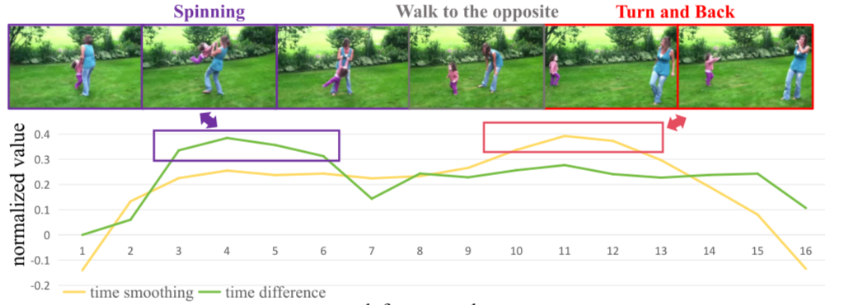 Spinning Walk to the opposite Turn and Back
normalized value
0.4
0.3
0.2
0.1
0
-0.1
-0.2
1 2 3 4 5 6 7 8 9 10 11 12 13 14 15 16
time smoothing time difference